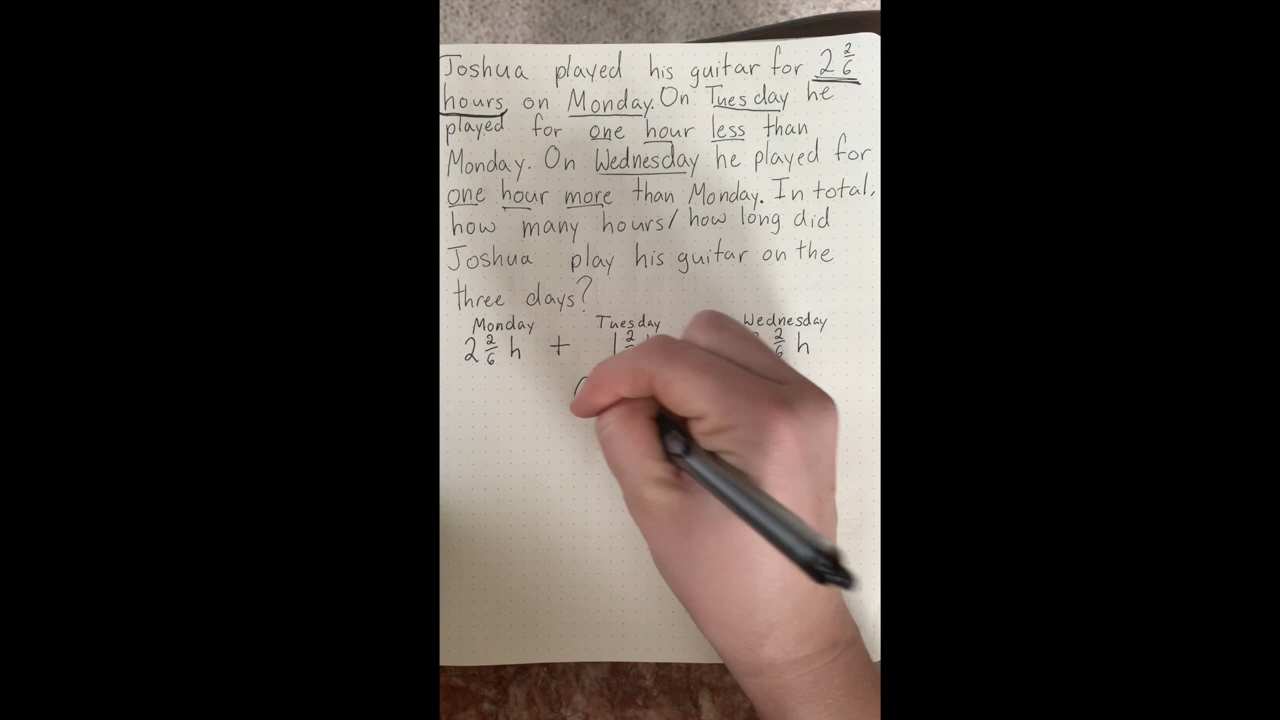 Joshua played his guitar for 2 2/6
hours on Monday. On Tuesday he
played for one hour less than
Monday. On Wednesday he played for
one hour more than Monday. In total,
how many hours/how long did
Joshua play his guitar on the
three days?
Monday Tuesday Wednesday
2 2/6 h + 1 2 h